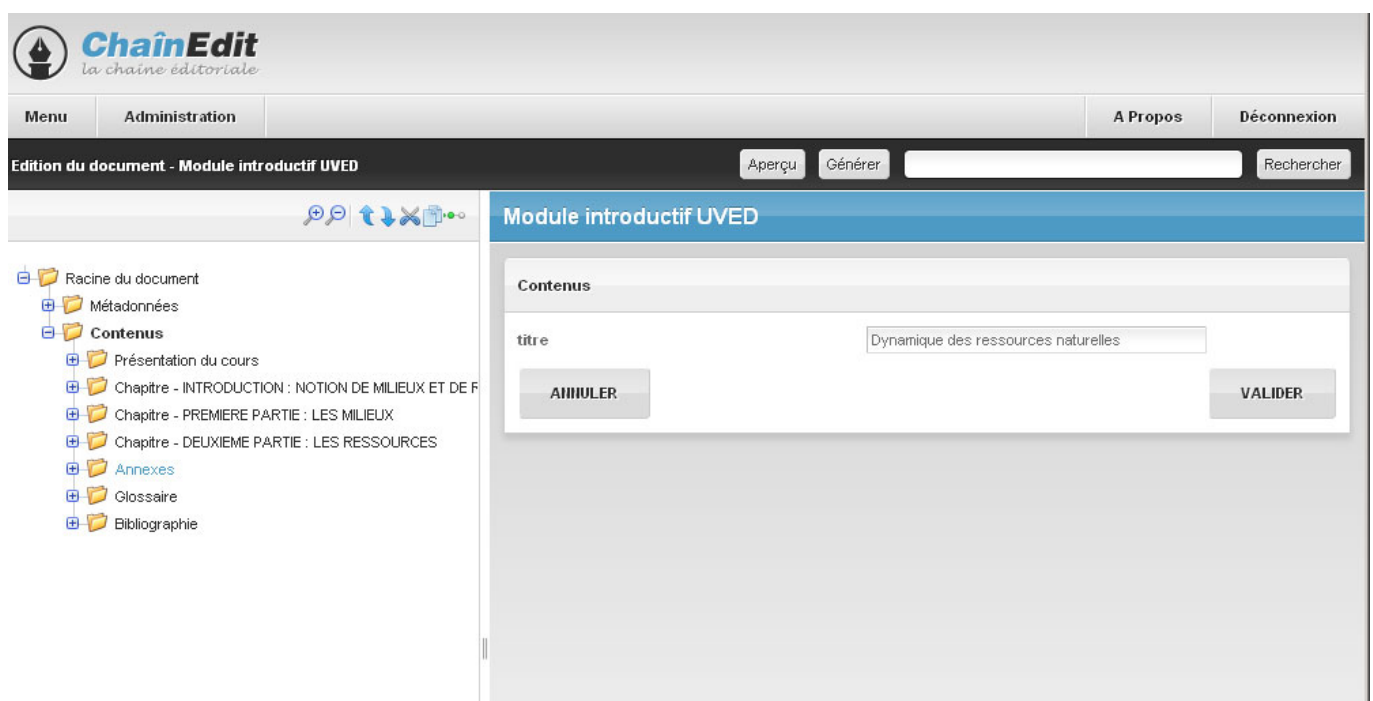 ChaînEdit
la chaine éditoriale
Menu
Administration
A Propos
Déconnexion
Edition du document - Module introductif UVED
Aperçu
Générer
Rechercher
Module introductif UVED
Racine du document
Métadonnées
Contenus
Présentation du cours
Chapitre - INTRODUCTION : NOTION DE MILIEUX ET DE R
Chapitre - PREMIERE PARTIE : LES MILIEUX
Chapitre - DEUXIEME PARTIE : LES RESSOURCES
Annexes
Glossaire
Bibliographie
Contenus
titre
Dynamique des ressources naturelles
ANNULER
VALIDER